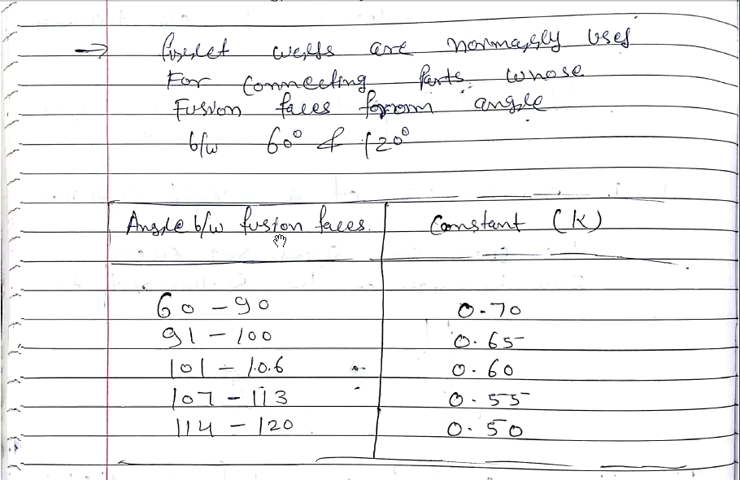 → Fillet welds are normally used
For Connecting Parts whose
Fusion faces form angle
b/w 60° & 120°
Angle b/w fusion faces. Constant (K)
60 - 90 0.70
91 - 100 0.65
101 - 106 0.60
107 - 113 0.55
114 - 120 0.50